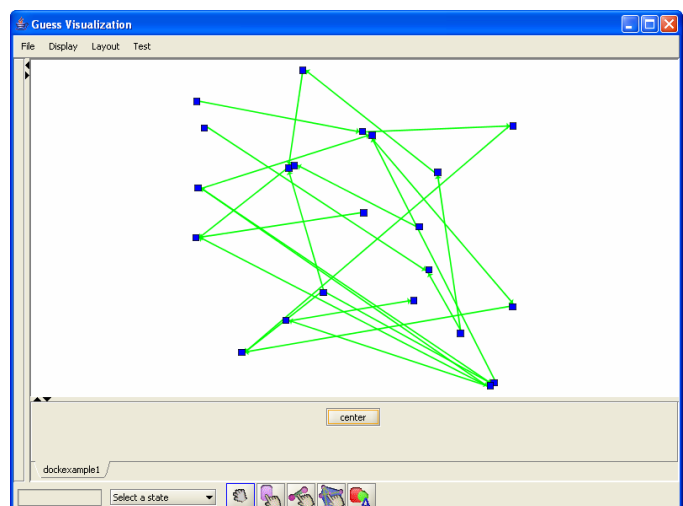 Guess Visualization
File Display Layout Test
center
dockexample1
Select a state